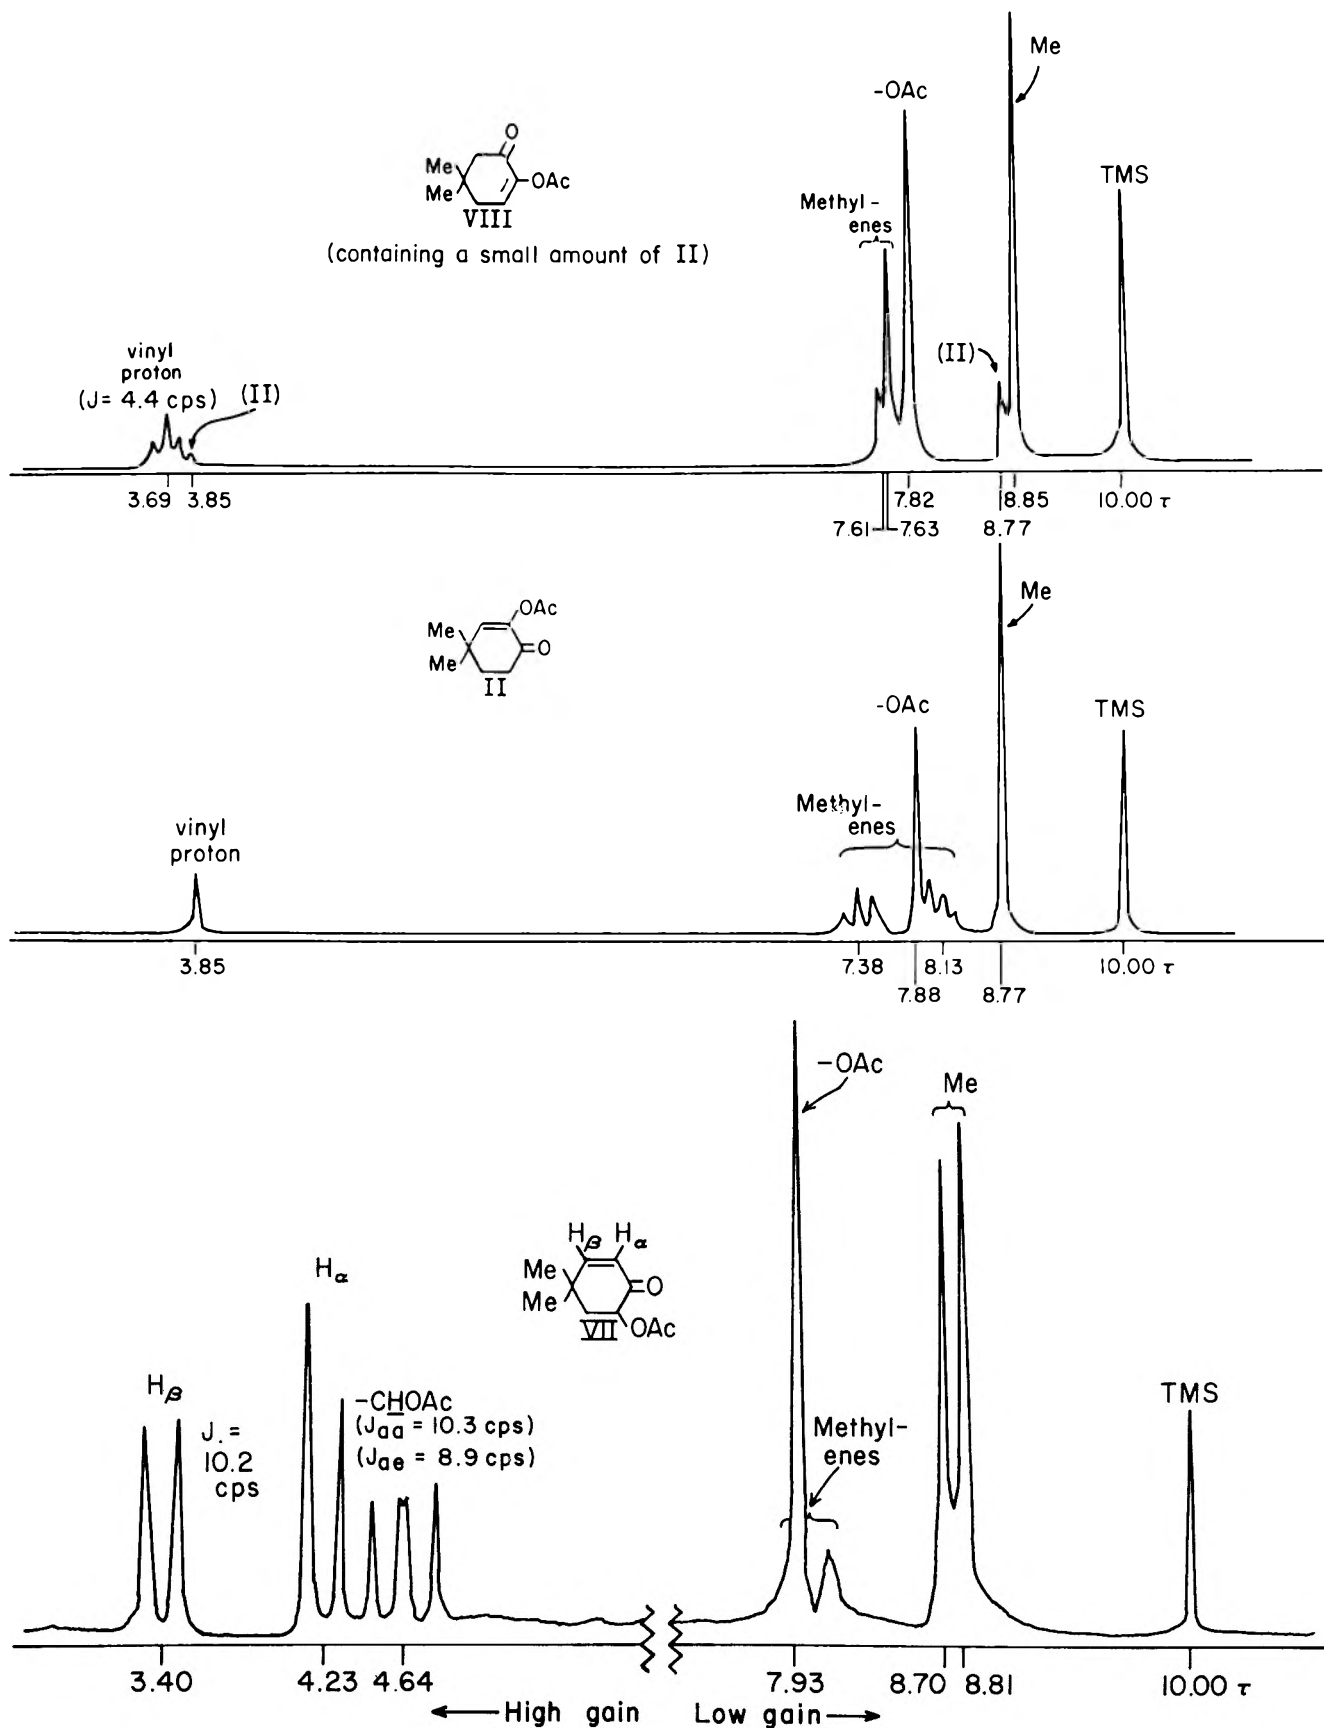 Me
-OAc
O
Me
Me
OAc
VIII
(containing a small amount of II)
TMS
Methyl-
enes
(II)
vinyl
proton
(J= 4.4 cps)
(II)
3.69 3.85
7.82 8.85 10.00 τ
7.61 7.63 8.77
Me
OAc
Me
Me
O
II
-OAc
TMS
Methyl-
enes
vinyl
proton
3.85
7.38 8.13 10.00 τ
7.88 8.77
-OAc
Me
Hβ Hα
Me
Me
O
VII
OAc
Hα
Hβ
J.=
10.2
cps
-CHOAc
(Jaa = 10.3 cps)
(Jae = 8.9 cps)
Methyl-
enes
TMS
3.40 4.23 4.64 7.93 8.70 8.81 10.00 τ
High gain Low gain